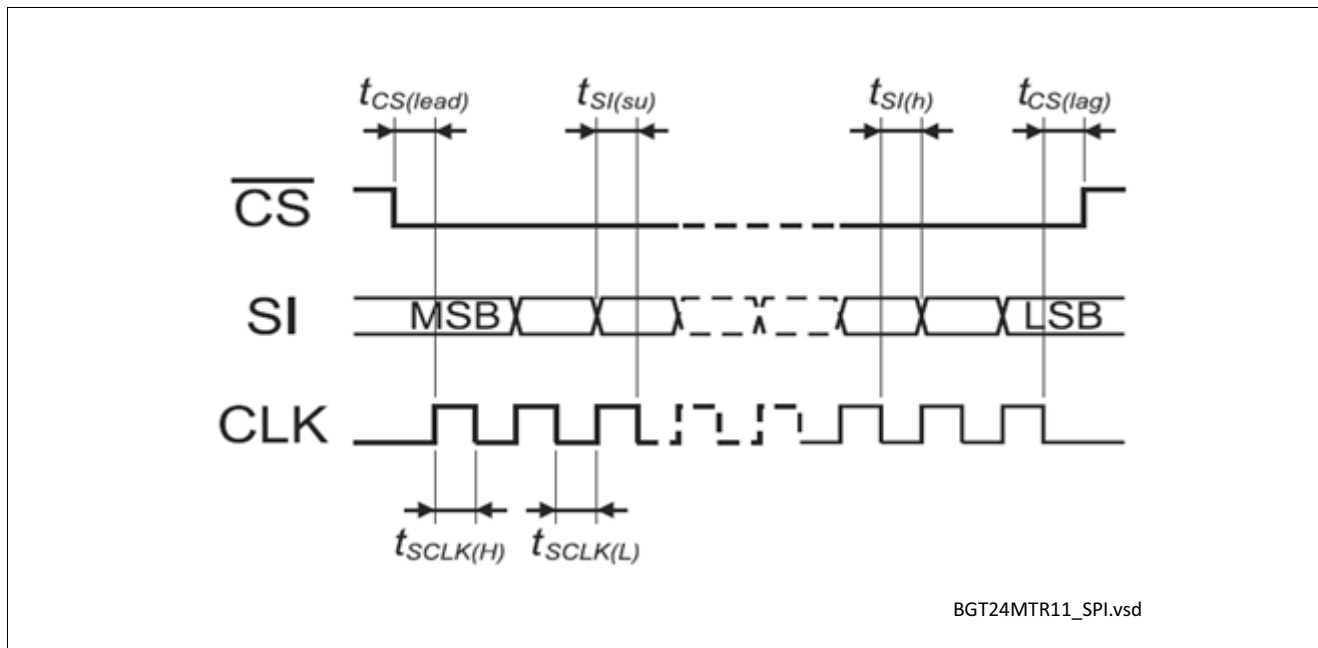 tCS(lead) tSI(su) tSI(h) tCS(lag)
CS
SI MSB LSB
CLK
tSCLK(H) tSCLK(L)
BGT24MTR11_SPI.vsd